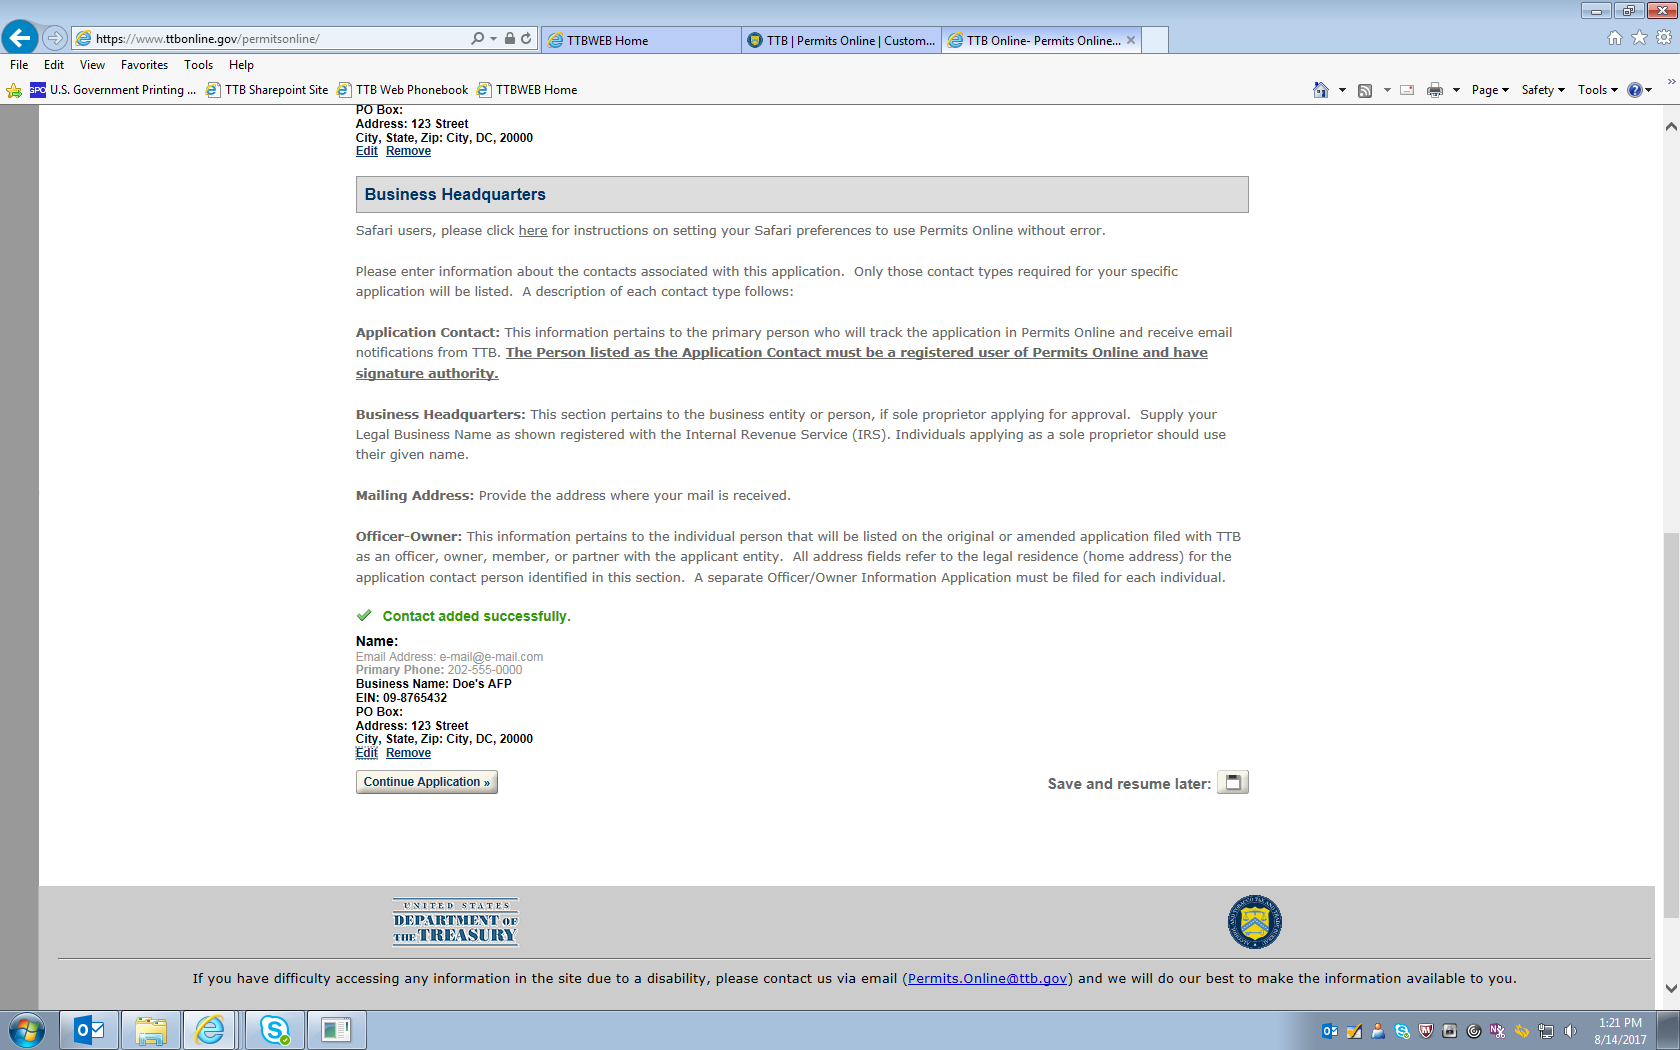 https://www.ttbonline.gov/permitsonline/
TTBWEB Home
TTB | Permits Online | Custom...
TTB Online- Permits Online...
File Edit View Favorites Tools Help
GPO U.S. Government Printing ... TTB Sharepoint Site TTB Web Phonebook TTBWEB Home
Page Safety Tools
PO Box:
Address: 123 Street
City, State, Zip: City, DC, 20000
Edit Remove
Business Headquarters
Safari users, please click here for instructions on setting your Safari preferences to use Permits Online without error.
Please enter information about the contacts associated with this application. Only those contact types required for your specific
application will be listed. A description of each contact type follows:
Application Contact: This information pertains to the primary person who will track the application in Permits Online and receive email
notifications from TTB. The Person listed as the Application Contact must be a registered user of Permits Online and have
signature authority.
Business Headquarters: This section pertains to the business entity or person, if sole proprietor applying for approval. Supply your
Legal Business Name as shown registered with the Internal Revenue Service (IRS). Individuals applying as a sole proprietor should use
their given name.
Mailing Address: Provide the address where your mail is received.
Officer-Owner: This information pertains to the individual person that will be listed on the original or amended application filed with TTB
as an officer, owner, member, or partner with the applicant entity. All address fields refer to the legal residence (home address) for the
application contact person identified in this section. A separate Officer/Owner Information Application must be filed for each individual.
Contact added successfully.
Name:
Email Address: e-mail@e-mail.com
Primary Phone: 202-555-0000
Business Name: Doe's AFP
EIN: 09-8765432
PO Box:
Address: 123 Street
City, State, Zip: City, DC, 20000
Edit Remove
Continue Application »
Save and resume later:
UNITED STATES
DEPARTMENT OF
THE TREASURY
If you have difficulty accessing any information in the site due to a disability, please contact us via email (Permits.Online@ttb.gov) and we will do our best to make the information available to you.
1:21 PM
8/14/2017